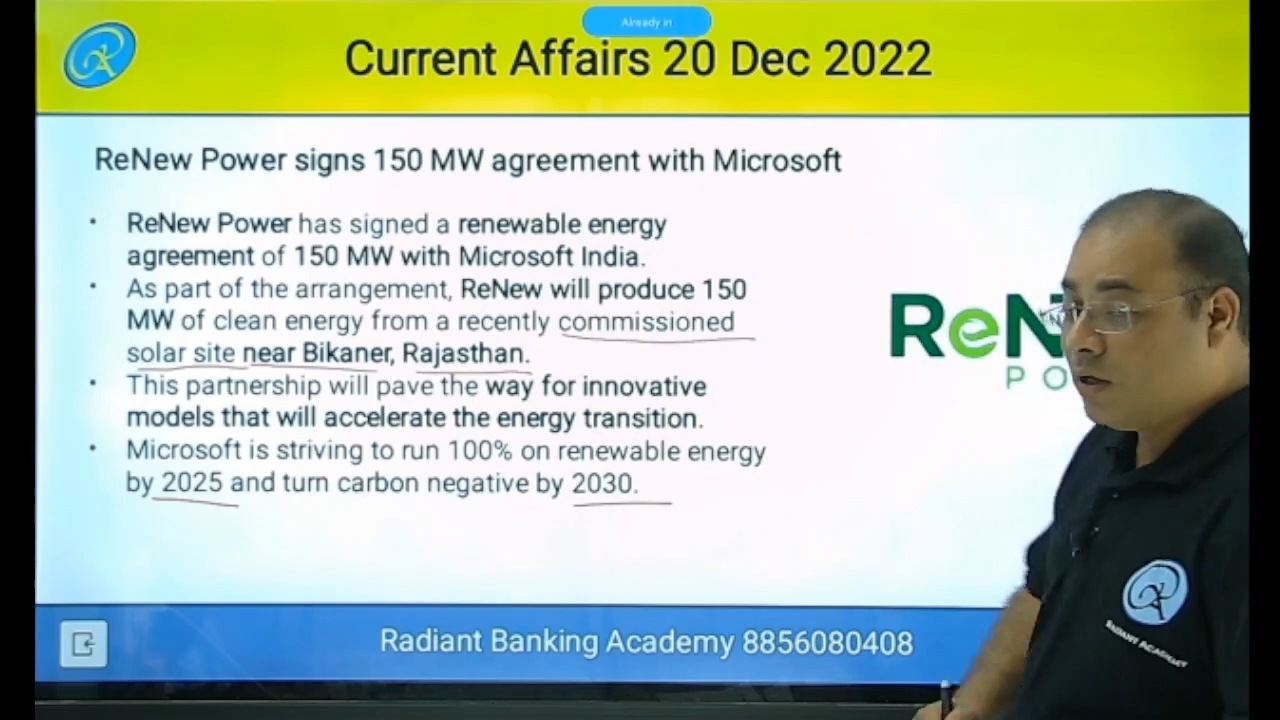 Already in
Current Affairs 20 Dec 2022
ReNew Power signs 150 MW agreement with Microsoft
• ReNew Power has signed a renewable energy
agreement of 150 MW with Microsoft India.
• As part of the arrangement, ReNew will produce 150
MW of clean energy from a recently commissioned
solar site near Bikaner, Rajasthan.
• This partnership will pave the way for innovative
models that will accelerate the energy transition.
• Microsoft is striving to run 100% on renewable energy
by 2025 and turn carbon negative by 2030.
ReN
PO
Radiant Banking Academy 8856080408
RADIANT ACADEMY